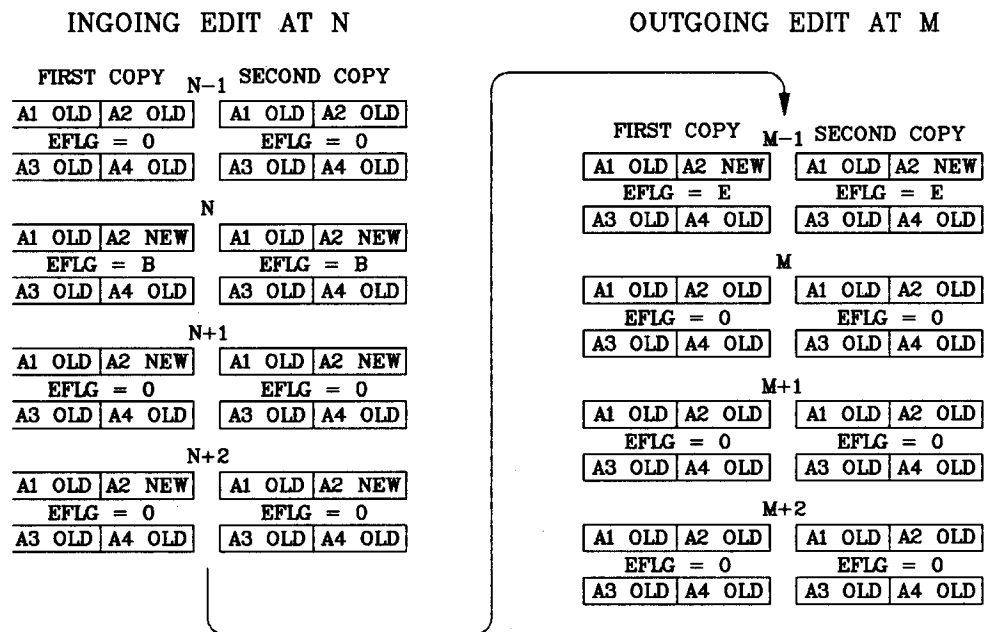 INGOING EDIT AT N
FIRST COPY N-1 SECOND COPY
A1 OLD A2 OLD A1 OLD A2 OLD
EFLG = 0 EFLG = 0
A3 OLD A4 OLD A3 OLD A4 OLD
N
A1 OLD A2 NEW A1 OLD A2 NEW
EFLG = B EFLG = B
A3 OLD A4 OLD A3 OLD A4 OLD
N+1
A1 OLD A2 NEW A1 OLD A2 NEW
EFLG = 0 EFLG = 0
A3 OLD A4 OLD A3 OLD A4 OLD
N+2
A1 OLD A2 NEW A1 OLD A2 NEW
EFLG = 0 EFLG = 0
A3 OLD A4 OLD A3 OLD A4 OLD
OUTGOING EDIT AT M
FIRST COPY M-1 SECOND COPY
A1 OLD A2 NEW A1 OLD A2 NEW
EFLG = E EFLG = E
A3 OLD A4 OLD A3 OLD A4 OLD
M
A1 OLD A2 OLD A1 OLD A2 OLD
EFLG = 0 EFLG = 0
A3 OLD A4 OLD A3 OLD A4 OLD
M+1
A1 OLD A2 OLD A1 OLD A2 OLD
EFLG = 0 EFLG = 0
A3 OLD A4 OLD A3 OLD A4 OLD
M+2
A1 OLD A2 OLD A1 OLD A2 OLD
EFLG = 0 EFLG = 0
A3 OLD A4 OLD A3 OLD A4 OLD